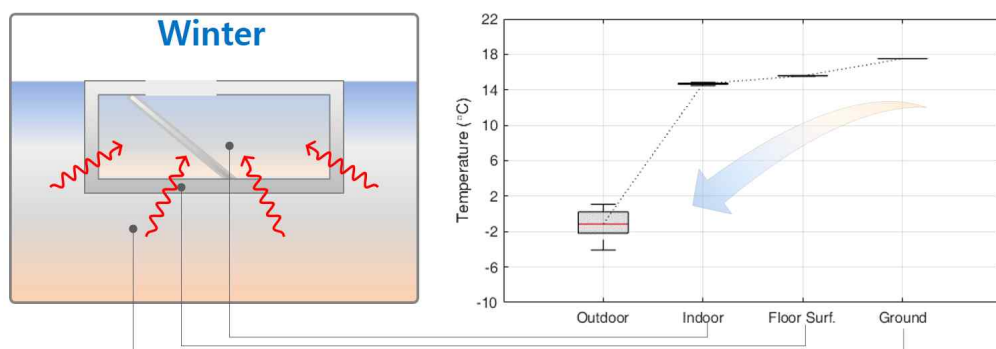 Winter
Temperature (°C)
22
18
14
10
6
2
-2
-6
-10
Outdoor
Indoor
Floor Surf.
Ground